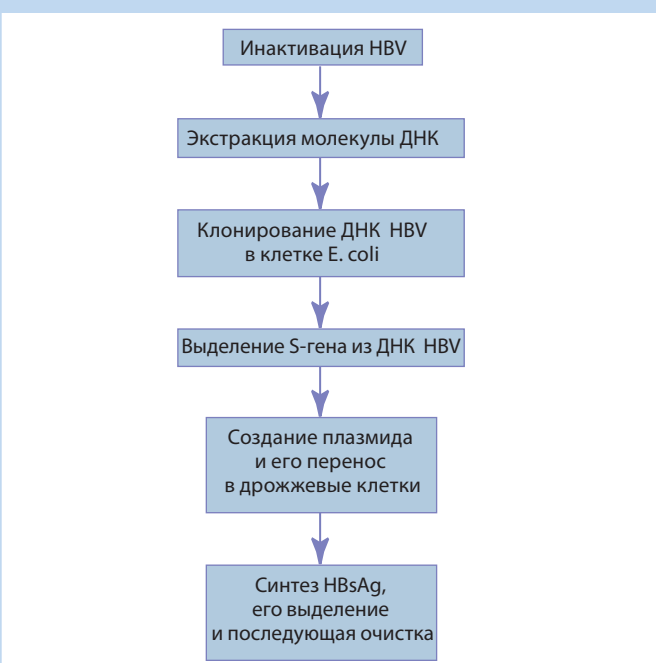 Инактивация HBV
Экстракция молекулы ДНК
Клонирование ДНК HBV
в клетке E. coli
Выделение S-гена из ДНК HBV
Создание плазмида
и его перенос
в дрожжевые клетки
Синтез HBsAg,
его выделение
и последующая очистка